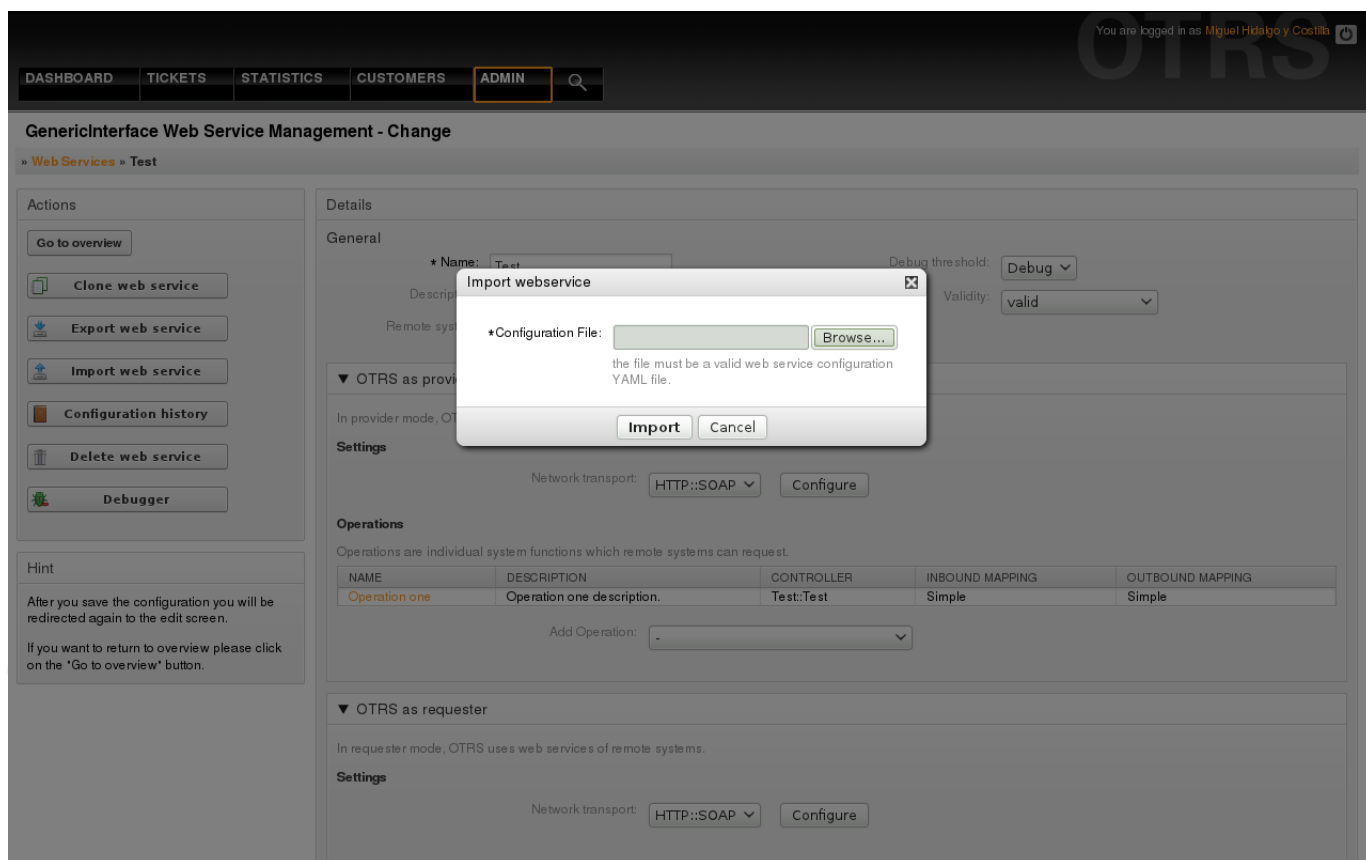 OTRS
You are logged in as Miguel Hidalgo y Costilla
DASHBOARD TICKETS STATISTICS CUSTOMERS ADMIN
GenericInterface Web Service Management - Change
» Web Services » Test
Actions
Go to overview
Clone web service
Export web service
Import web service
Configuration history
Delete web service
Debugger
Hint
After you save the configuration you will be
redirected again to the edit screen.
If you want to return to overview please click
on the "Go to overview" button.
Details
General
* Name: Test
Descrip
Remote syst
Debug threshold: Debug
Validity: valid
Import webservice
*Configuration File: Browse...
the file must be a valid web service configuration
YAML file.
Import Cancel
▼ OTRS as provi
In provider mode, OT
Settings
Network transport: HTTP::SOAP Configure
Operations
Operations are individual system functions which remote systems can request.
NAME DESCRIPTION CONTROLLER INBOUND MAPPING OUTBOUND MAPPING
Operation one Operation one description. Test::Test Simple Simple
Add Operation: -
▼ OTRS as requester
In requester mode, OTRS uses web services of remote systems.
Settings
Network transport: HTTP::SOAP Configure